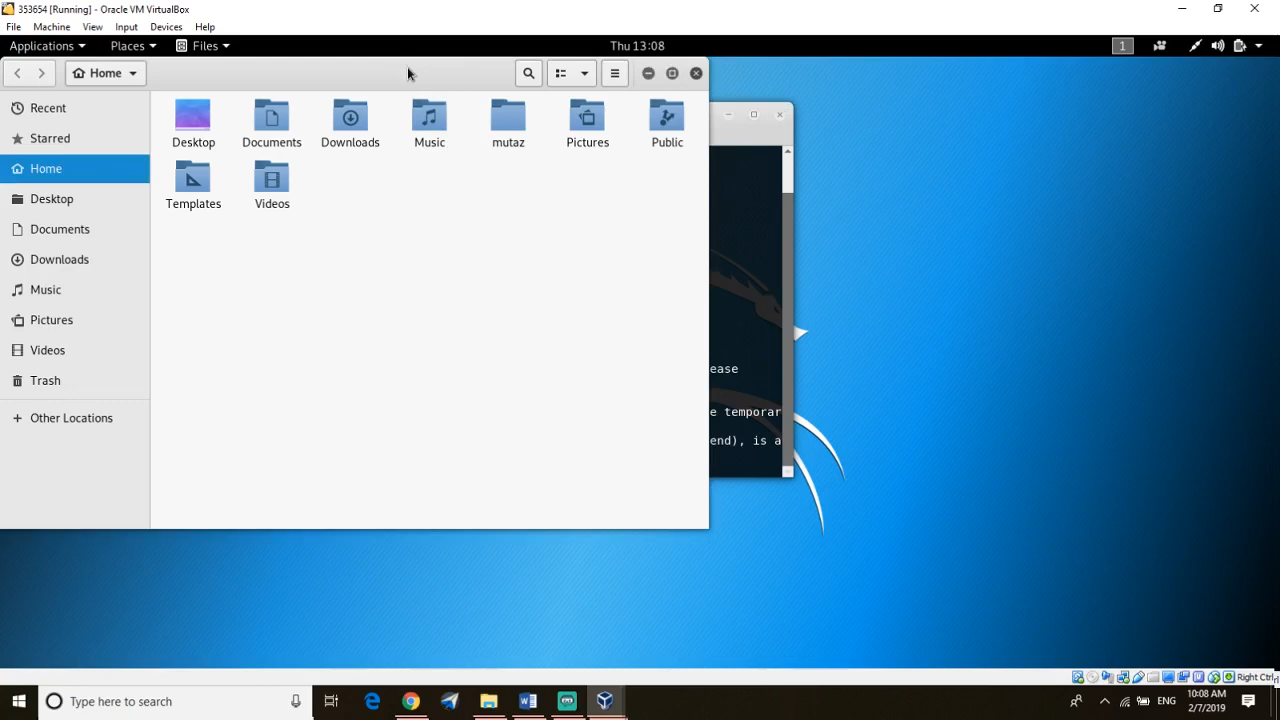 353654 [Running] - Oracle VM VirtualBox
File Machine View Input Devices Help
Applications Places Files Thu 13:08 1
Home
Recent
Starred
Home
Desktop
Documents
Downloads
Music
Pictures
Videos
Trash
+ Other Locations
Desktop Documents Downloads Music mutaz Pictures Public
Templates Videos
ease
e temporar
end), is a
Right Ctrl
Type here to search
ENG
10:08 AM
2/7/2019